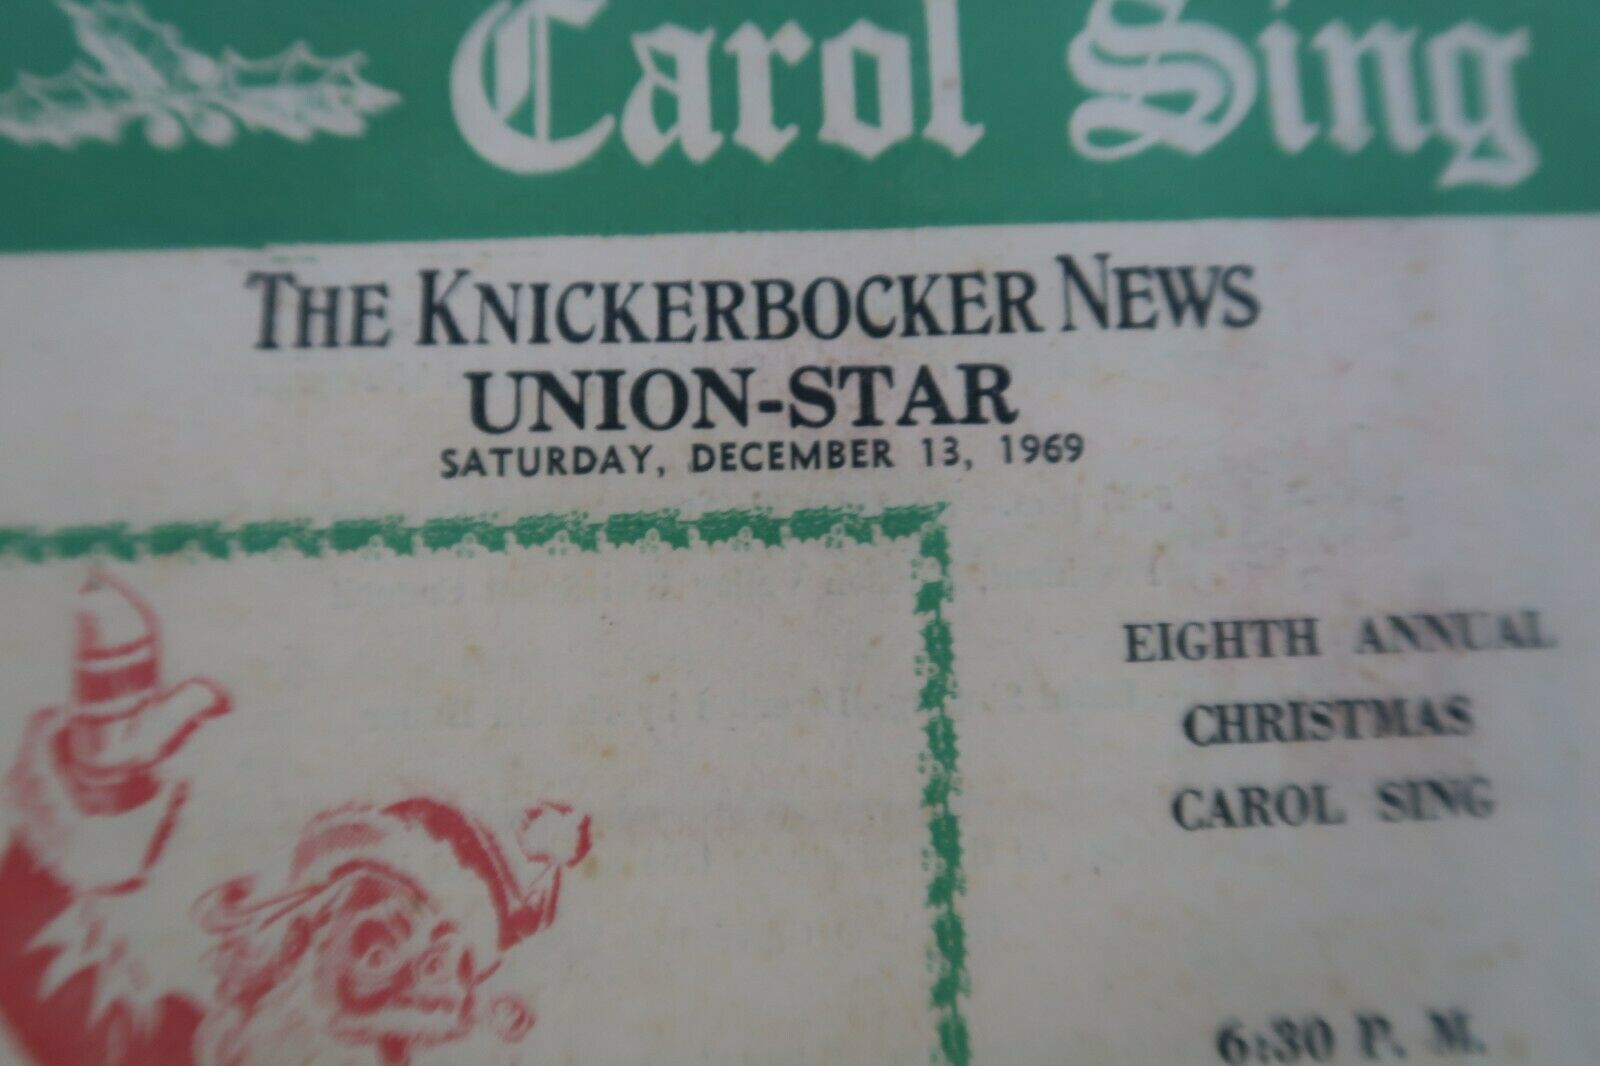 Carol Sing
THE KNICKERBOCKER NEWS
UNION-STAR
SATURDAY, DECEMBER 13, 1969
EIGHTH ANNUAL
CHRISTMAS
CAROL SING
6:30 P. M.